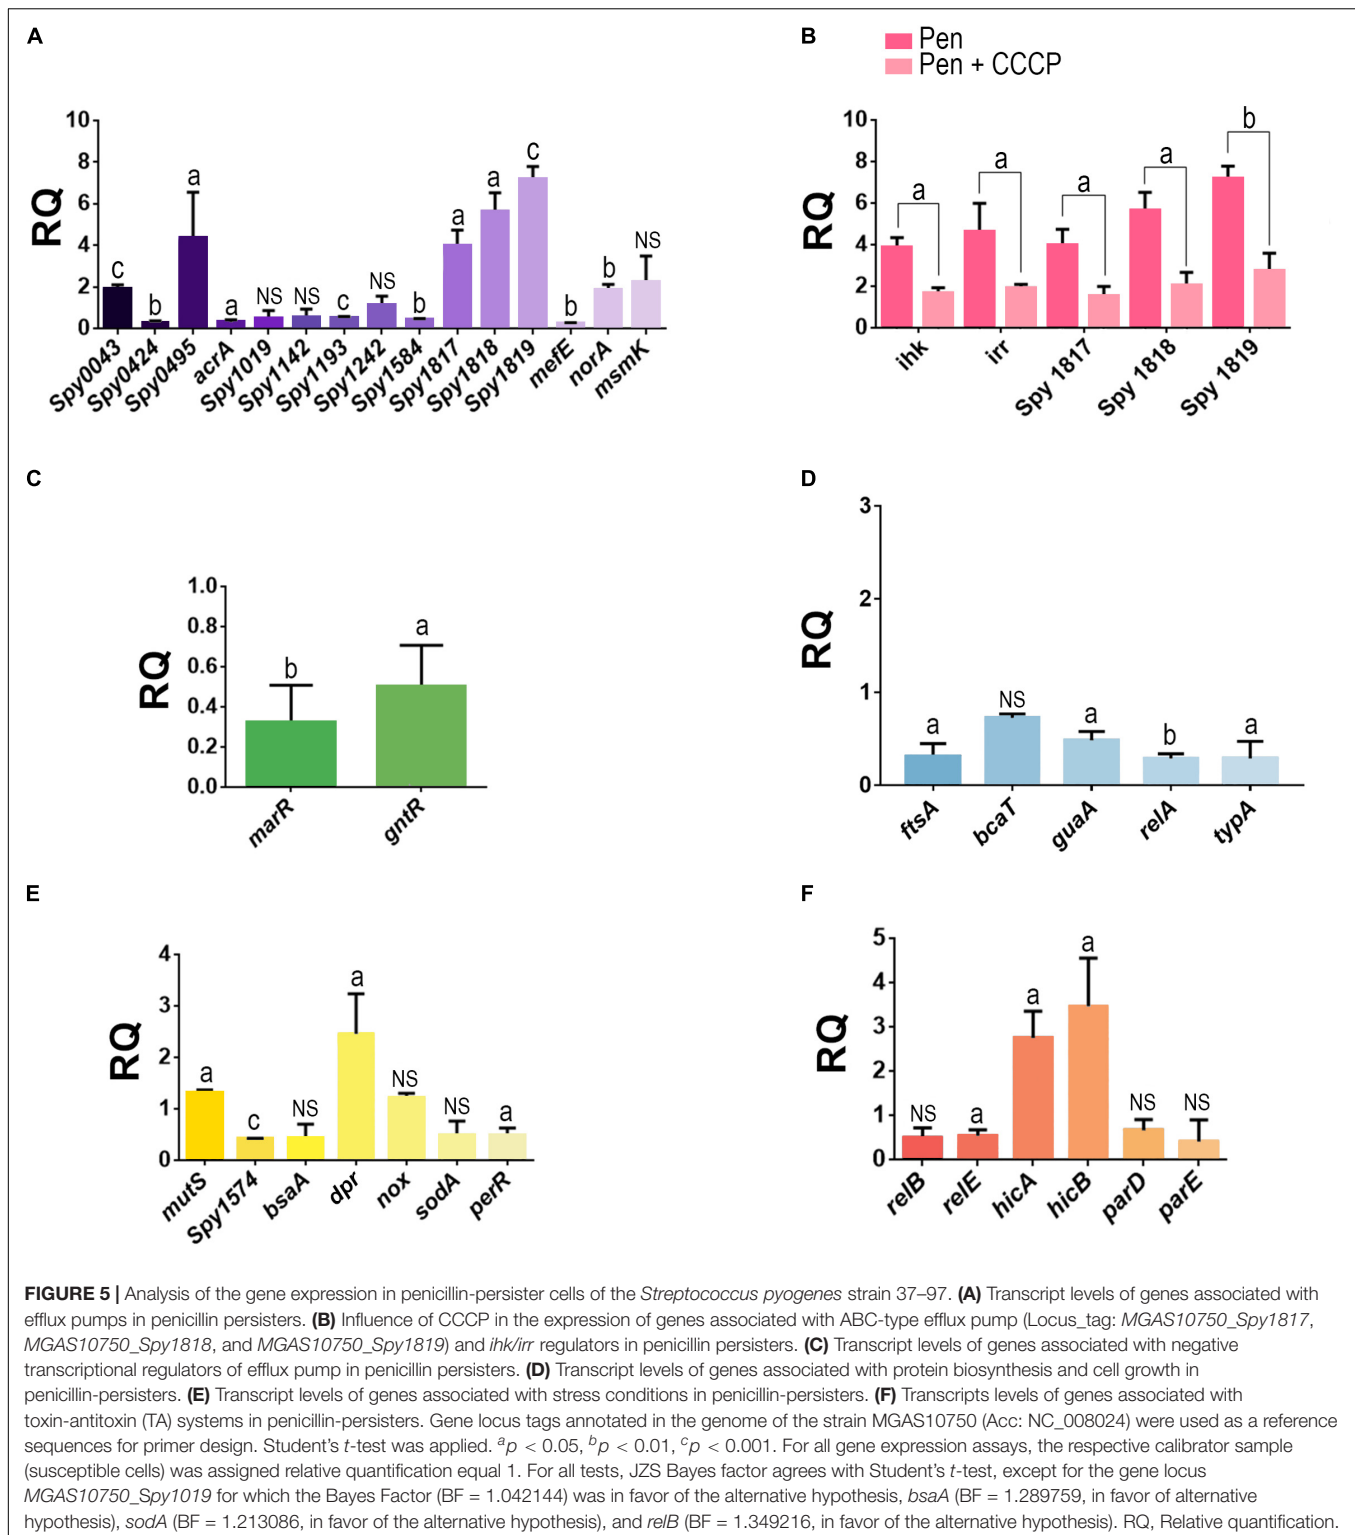 A
RQ
10
8
6
4
2
0
c
b
a
a
NS
NS
c
NS
b
a
a
c
b
b
NS
Spy0043
Spy0424
Spy0495
acrA
Spy1019
Spy1142
Spy1193
Spy1242
Spy1584
Spy1817
Spy1818
Spy1819
mefE
norA
msmK
B
Pen
Pen + CCCP
RQ
10
8
6
4
2
0
a
a
a
a
b
ihk
irr
Spy 1817
Spy 1818
Spy 1819
C
RQ
1.0
0.8
0.6
0.4
0.2
0.0
b
a
marR
gntR
D
RQ
3
2
1
0
a
NS
a
b
a
ftsA
bcaT
guaA
relA
typA
E
RQ
4
3
2
1
0
a
c
NS
a
NS
NS
a
mutS
Spy1574
bsaA
dpr
nox
sodA
perR
F
RQ
5
4
3
2
1
0
NS
a
a
a
NS
NS
relB
relE
hicA
hicB
parD
parE
FIGURE 5 | Analysis of the gene expression in penicillin-persister cells of the Streptococcus pyogenes strain 37–97. (A) Transcript levels of genes associated with
efflux pumps in penicillin persisters. (B) Influence of CCCP in the expression of genes associated with ABC-type efflux pump (Locus_tag: MGAS10750_Spy1817,
MGAS10750_Spy1818, and MGAS10750_Spy1819) and ihk/irr regulators in penicillin persisters. (C) Transcript levels of genes associated with negative
transcriptional regulators of efflux pump in penicillin persisters. (D) Transcript levels of genes associated with protein biosynthesis and cell growth in
penicillin-persisters. (E) Transcript levels of genes associated with stress conditions in penicillin-persisters. (F) Transcripts levels of genes associated with
toxin-antitoxin (TA) systems in penicillin-persisters. Gene locus tags annotated in the genome of the strain MGAS10750 (Acc: NC_008024) were used as a reference
sequences for primer design. Student's t-test was applied. ᵃp < 0.05, ᵇp < 0.01, ᶜp < 0.001. For all gene expression assays, the respective calibrator sample
(susceptible cells) was assigned relative quantification equal 1. For all tests, JZS Bayes factor agrees with Student's t-test, except for the gene locus
MGAS10750_Spy1019 for which the Bayes Factor (BF = 1.042144) was in favor of the alternative hypothesis, bsaA (BF = 1.289759, in favor of alternative
hypothesis), sodA (BF = 1.213086, in favor of the alternative hypothesis), and relB (BF = 1.349216, in favor of the alternative hypothesis). RQ, Relative quantification.